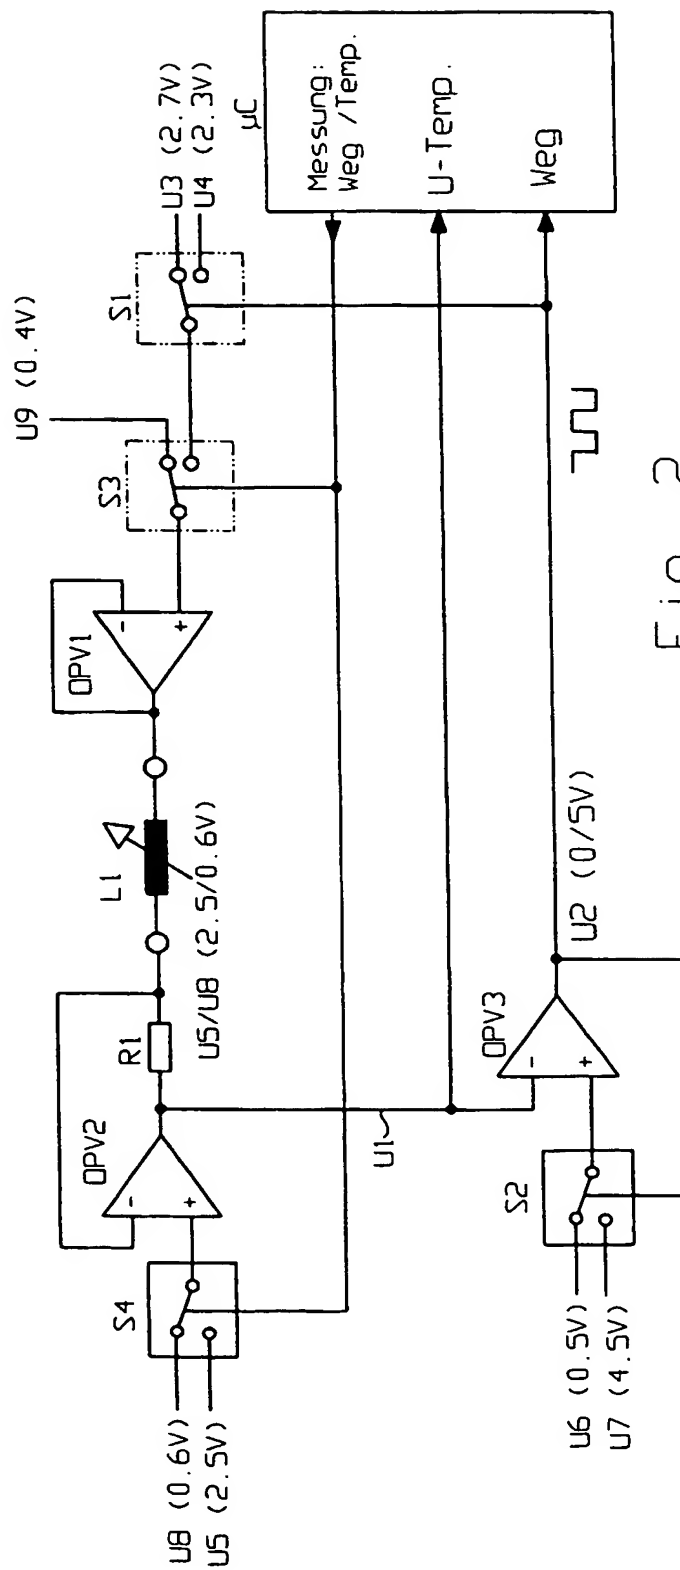 U9 (0.4V)
U3 (2.7V)
U4 (2.3V)
µC
S1
S3
OPV1
-
+
L1
R1
U5/U8 (2.5/0.6V)
OPV2
-
+
S4
U8 (0.6V)
U5 (2.5V)
Messung:
Weg /Temp.
U-Temp.
Weg
U1
U2 (0/5V)
OPV3
-
+
S2
U6 (0.5V)
U7 (4.5V)